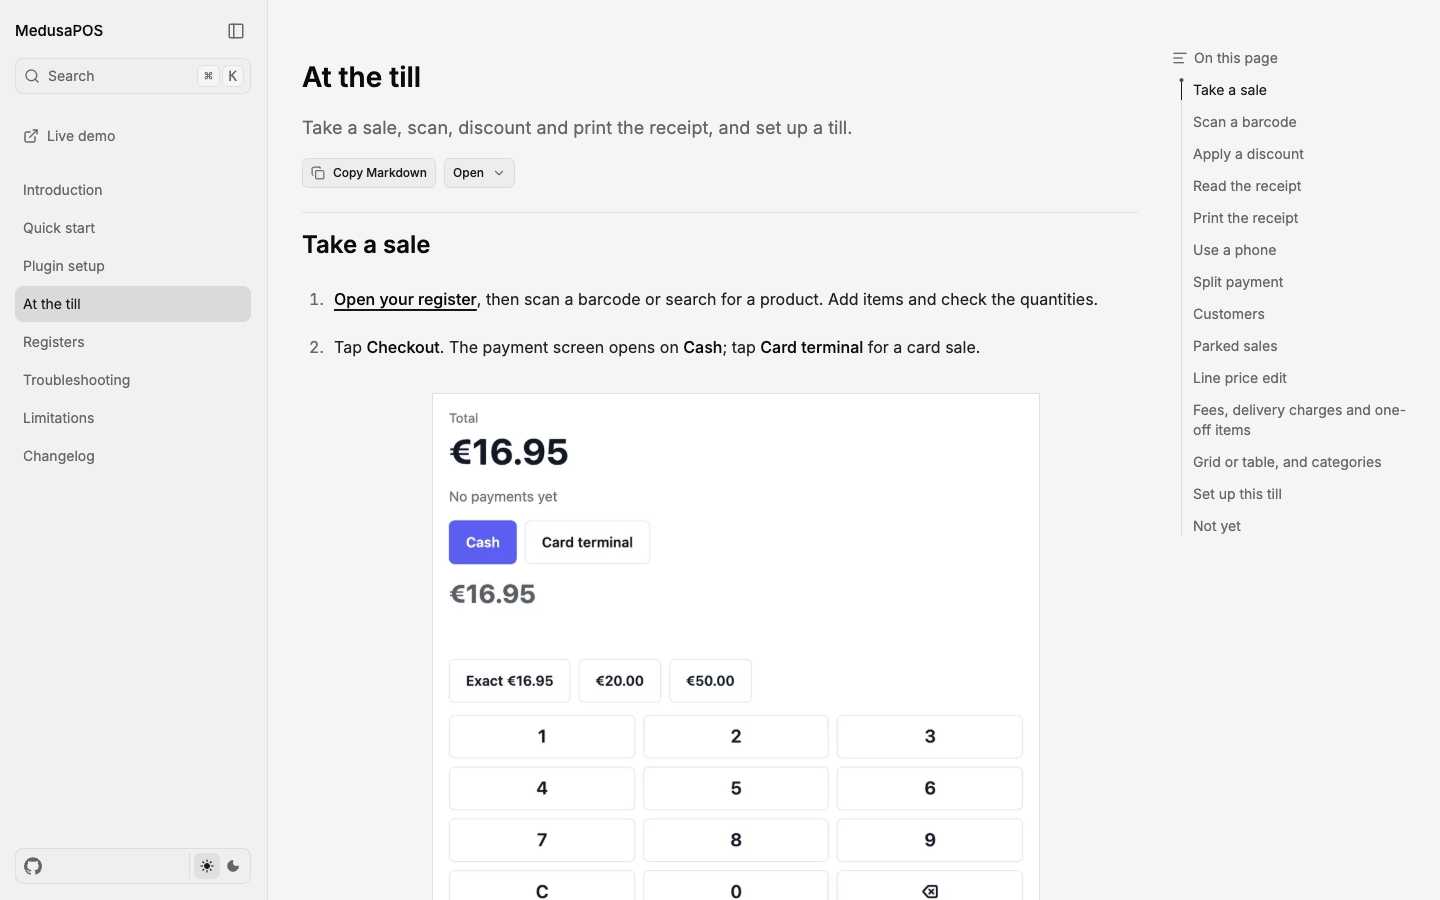 MedusaPOS
Search
⌘ K
Live demo
Introduction
Quick start
Plugin setup
At the till
Registers
Troubleshooting
Limitations
Changelog
At the till
Take a sale, scan, discount and print the receipt, and set up a till.
Copy Markdown
Open
Take a sale
1. Open your register, then scan a barcode or search for a product. Add items and check the quantities.
2. Tap Checkout. The payment screen opens on Cash; tap Card terminal for a card sale.
Total
€16.95
No payments yet
Cash
Card terminal
€16.95
Exact €16.95
€20.00
€50.00
1 2 3
4 5 6
7 8 9
C 0
On this page
Take a sale
Scan a barcode
Apply a discount
Read the receipt
Print the receipt
Use a phone
Split payment
Customers
Parked sales
Line price edit
Fees, delivery charges and one-
off items
Grid or table, and categories
Set up this till
Not yet